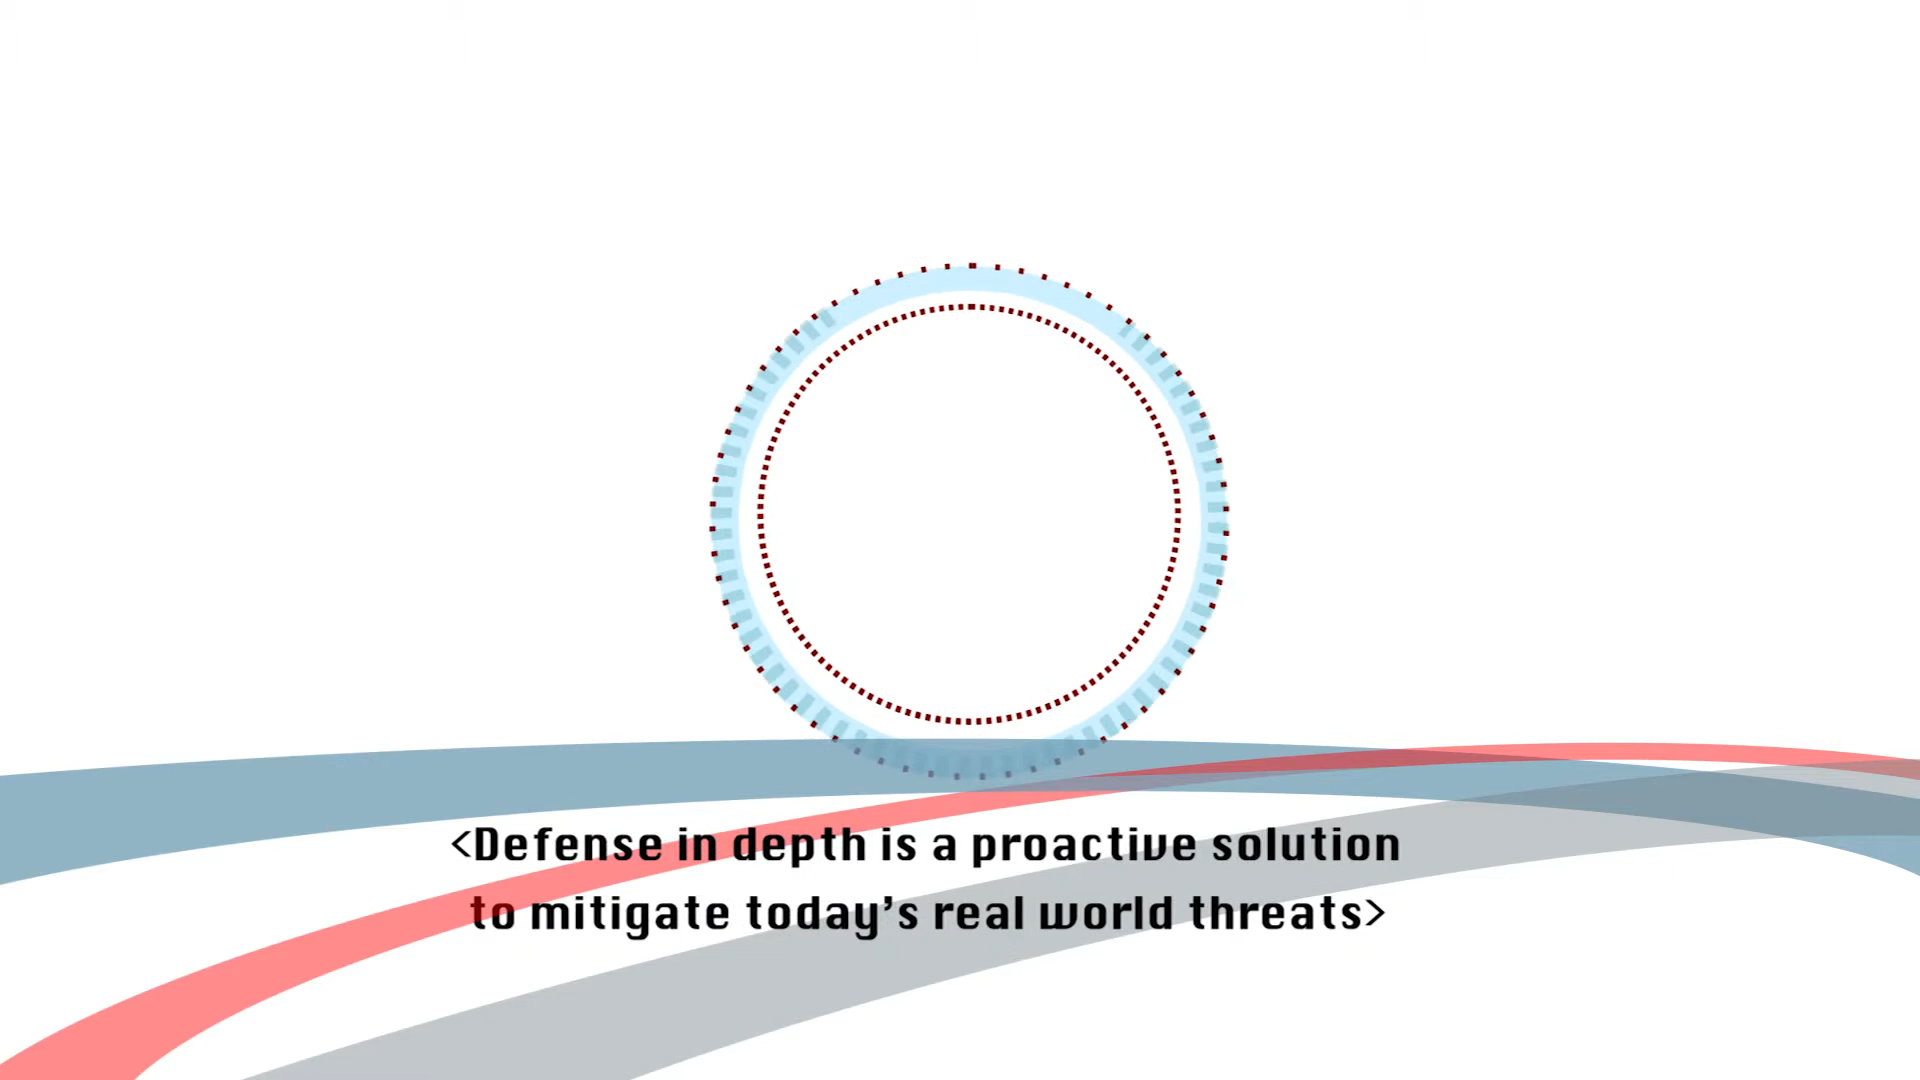 <Defense in depth is a proactive solution
to mitigate today's real world threats>